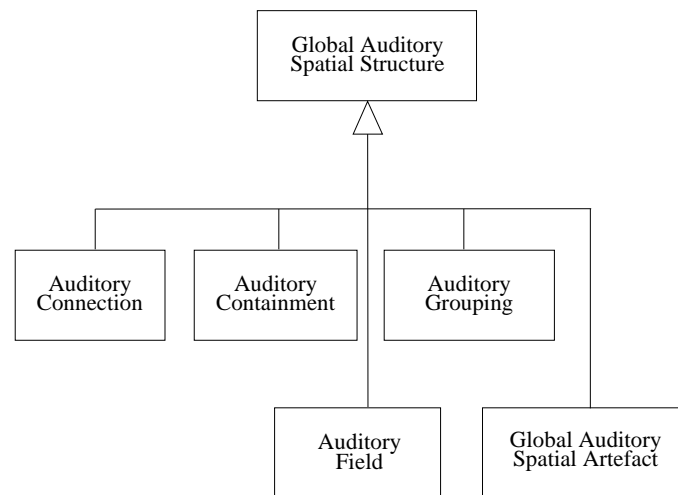 Global Auditory
Spatial Structure
Auditory
Connection
Auditory
Containment
Auditory
Grouping
Auditory
Field
Global Auditory
Spatial Artefact